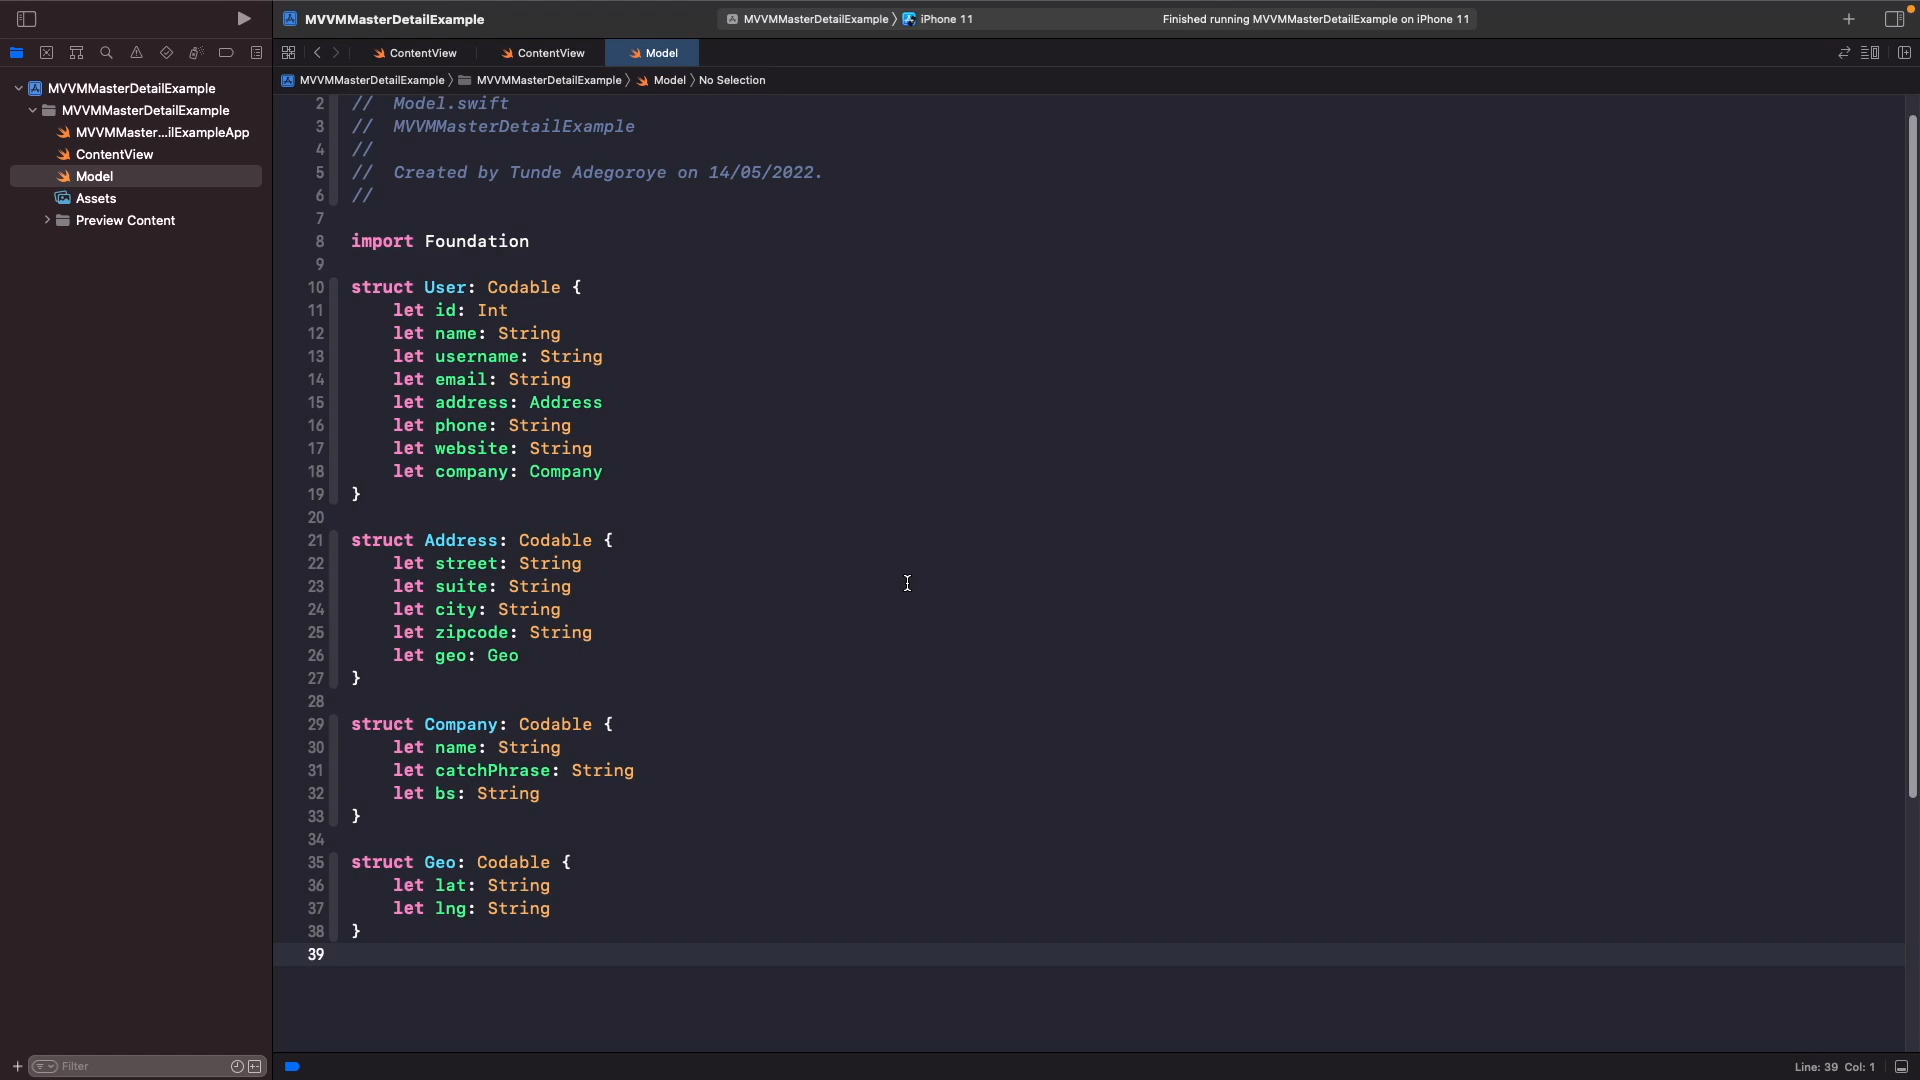 MVVMMasterDetailExample
MVVMMasterDetailExample
iPhone 11
Finished running MVVMMasterDetailExample on iPhone 11
ContentView
ContentView
Model
MVVMMasterDetailExample
MVVMMasterDetailExample
Model
No Selection
MVVMMasterDetailExample
MVVMMasterDetailExample
MVVMMaster...ilExampleApp
ContentView
Model
Assets
Preview Content
2 //  Model.swift
3 //  MVVMMasterDetailExample
4 //
5 //  Created by Tunde Adegoroye on 14/05/2022.
6 //
7
8 import Foundation
9
10 struct User: Codable {
11     let id: Int
12     let name: String
13     let username: String
14     let email: String
15     let address: Address
16     let phone: String
17     let website: String
18     let company: Company
19 }
20
21 struct Address: Codable {
22     let street: String
23     let suite: String
24     let city: String
25     let zipcode: String
26     let geo: Geo
27 }
28
29 struct Company: Codable {
30     let name: String
31     let catchPhrase: String
32     let bs: String
33 }
34
35 struct Geo: Codable {
36     let lat: String
37     let lng: String
38 }
39
Filter
Line: 39 Col: 1